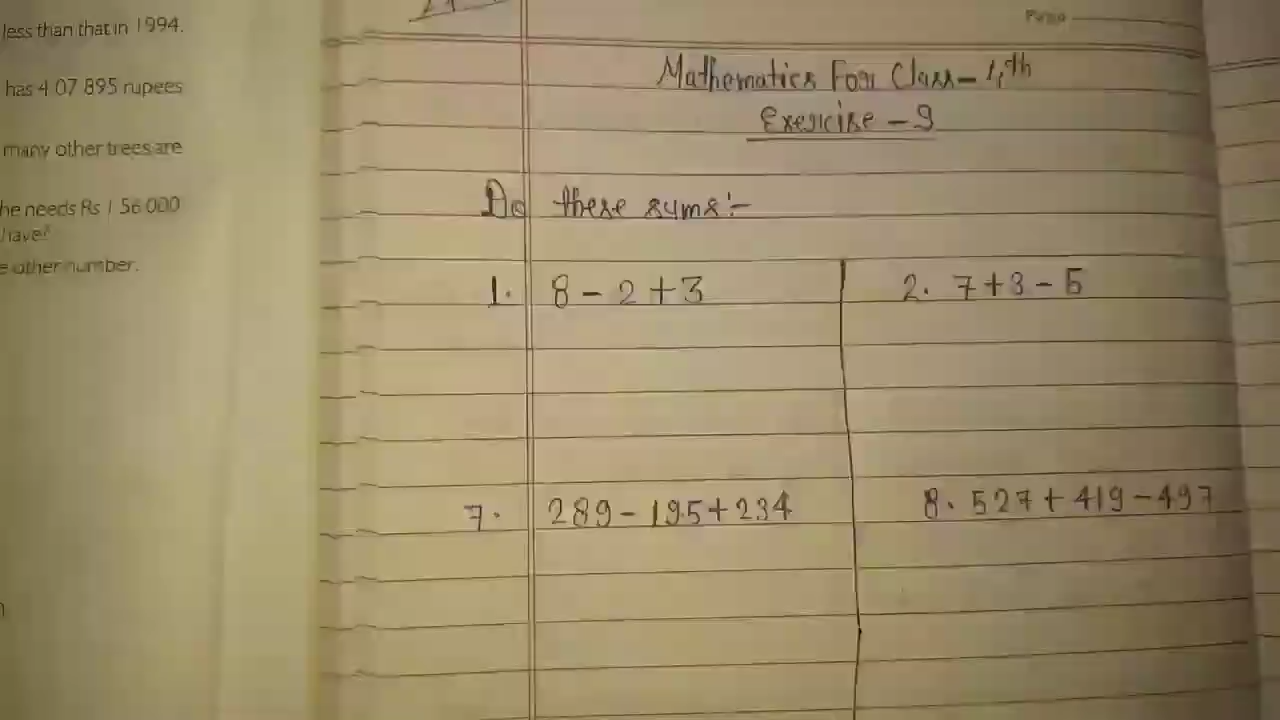 less than that in 1994.
has 4 07 895 rupees
many other trees are
he needs Rs 1 56 000
have?
e other number.
Mathematics For Class - 4th
Exercise - 9
Do these sums:-
1. 8 - 2 + 3
2. 7 + 3 - 5
7. 289 - 195 + 234
8. 527 + 419 - 497